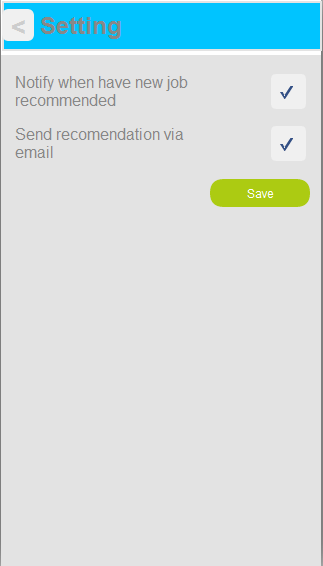 < Setting
Notify when have new job
recommended
Send recomendation via
email
Save